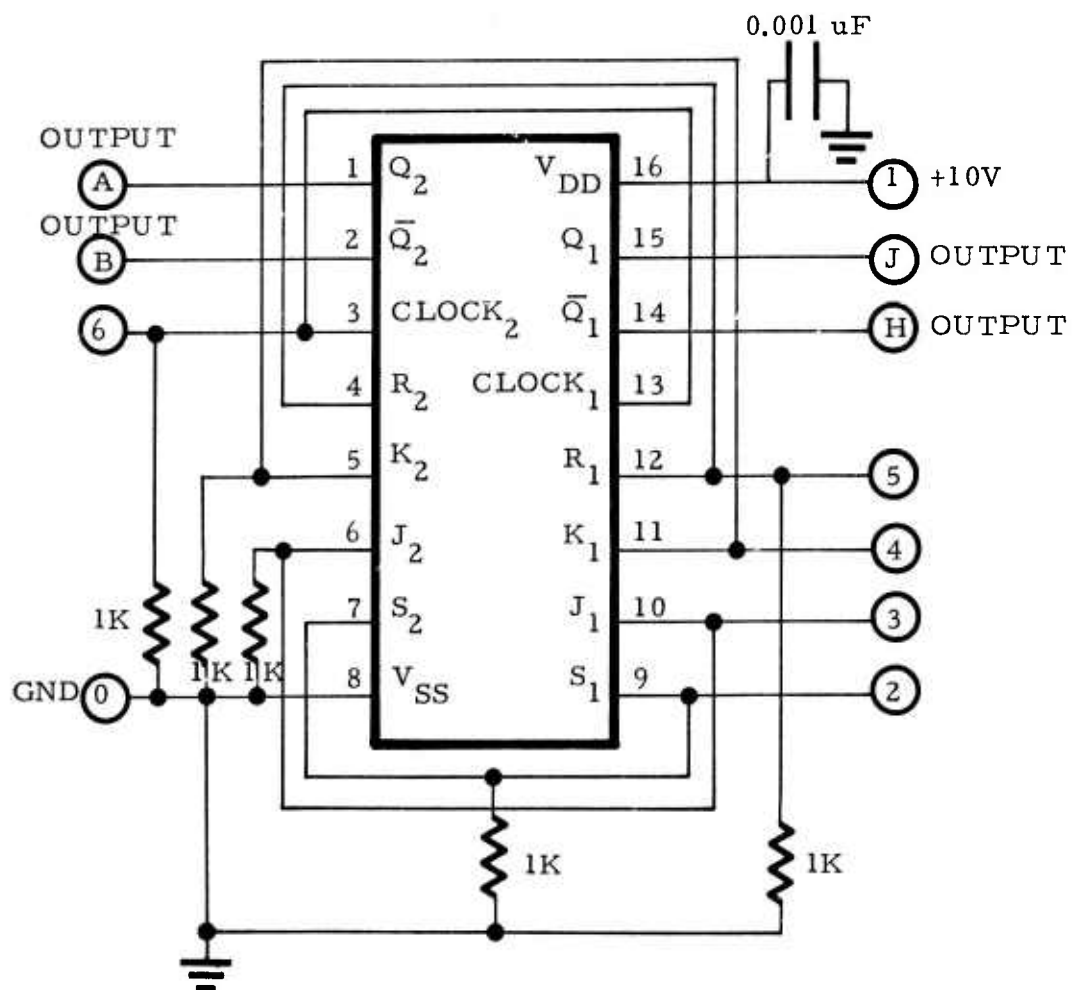 0.001 uF
OUTPUT
A 1 Q2 VDD 16 1 +10V
OUTPUT
B 2 Q̄2 Q1 15 J OUTPUT
6 3 CLOCK2 Q̄1 14 H OUTPUT
4 R2 CLOCK1 13
5 K2 R1 12 5
6 J2 K1 11 4
1K 7 S2 J1 10 3
1K 1K
GND 0 8 VSS S1 9 2
1K 1K